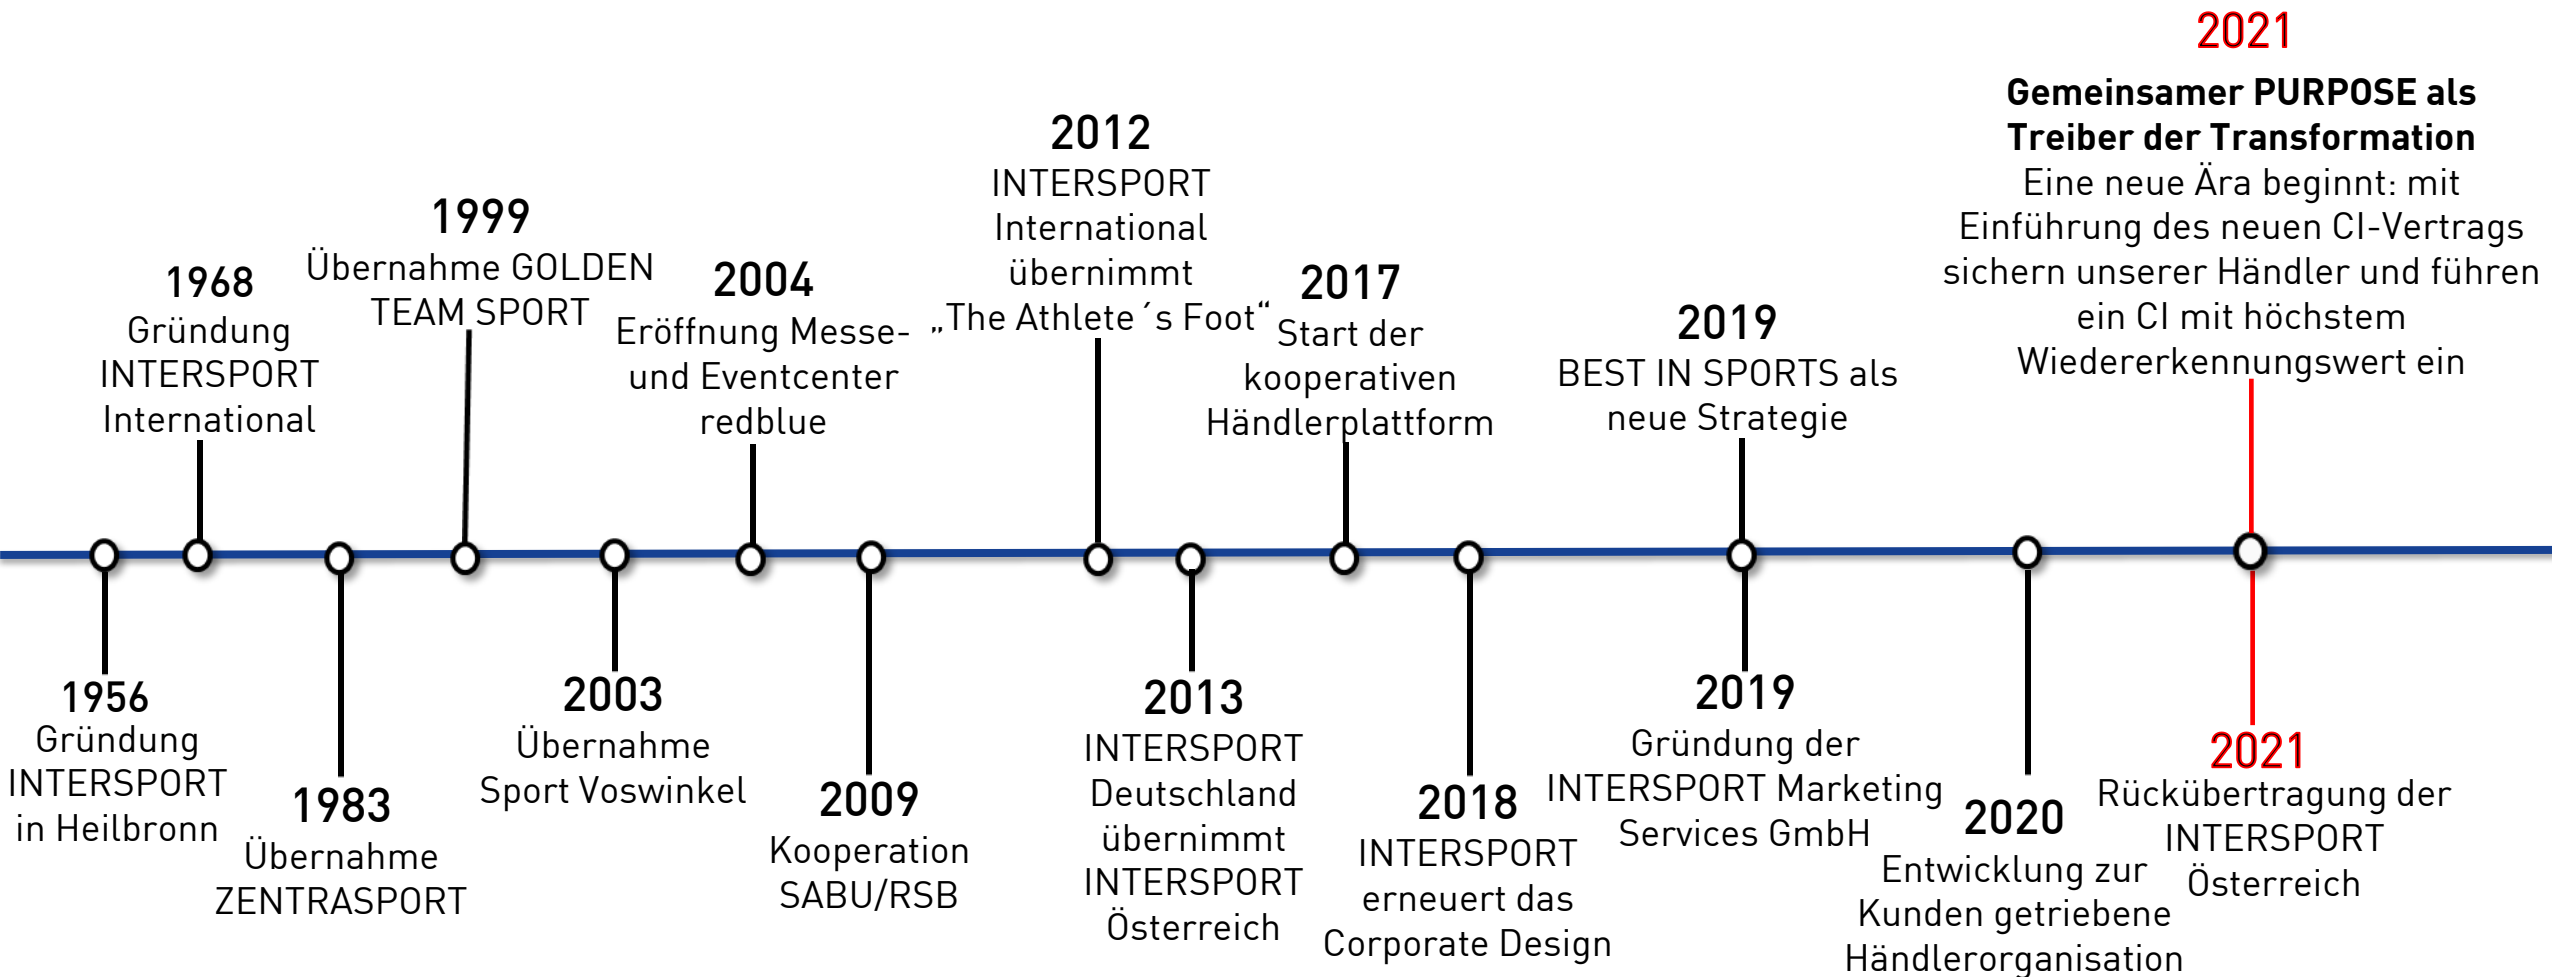 1956
Gründung
INTERSPORT
in Heilbronn
1968
Gründung
INTERSPORT
International
1983
Übernahme
ZENTRASPORT
1999
Übernahme GOLDEN
TEAM SPORT
2003
Übernahme
Sport Voswinkel
2004
Eröffnung Messe-
und Eventcenter
redblue
2009
Kooperation
SABU/RSB
2012
INTERSPORT
International
übernimmt
„The Athlete´s Foot“
2013
INTERSPORT
Deutschland
übernimmt
INTERSPORT
Österreich
2017
Start der
kooperativen
Händlerplattform
2018
INTERSPORT
erneuert das
Corporate Design
2019
BEST IN SPORTS als
neue Strategie
2019
Gründung der
INTERSPORT Marketing
Services GmbH
2020
Entwicklung zur
Kunden getriebene
Händlerorganisation
2021
Gemeinsamer PURPOSE als
Treiber der Transformation
Eine neue Ära beginnt: mit
Einführung des neuen CI-Vertrags
sichern unserer Händler und führen
ein CI mit höchstem
Wiedererkennungswert ein
2021
Rückübertragung der
INTERSPORT
Österreich